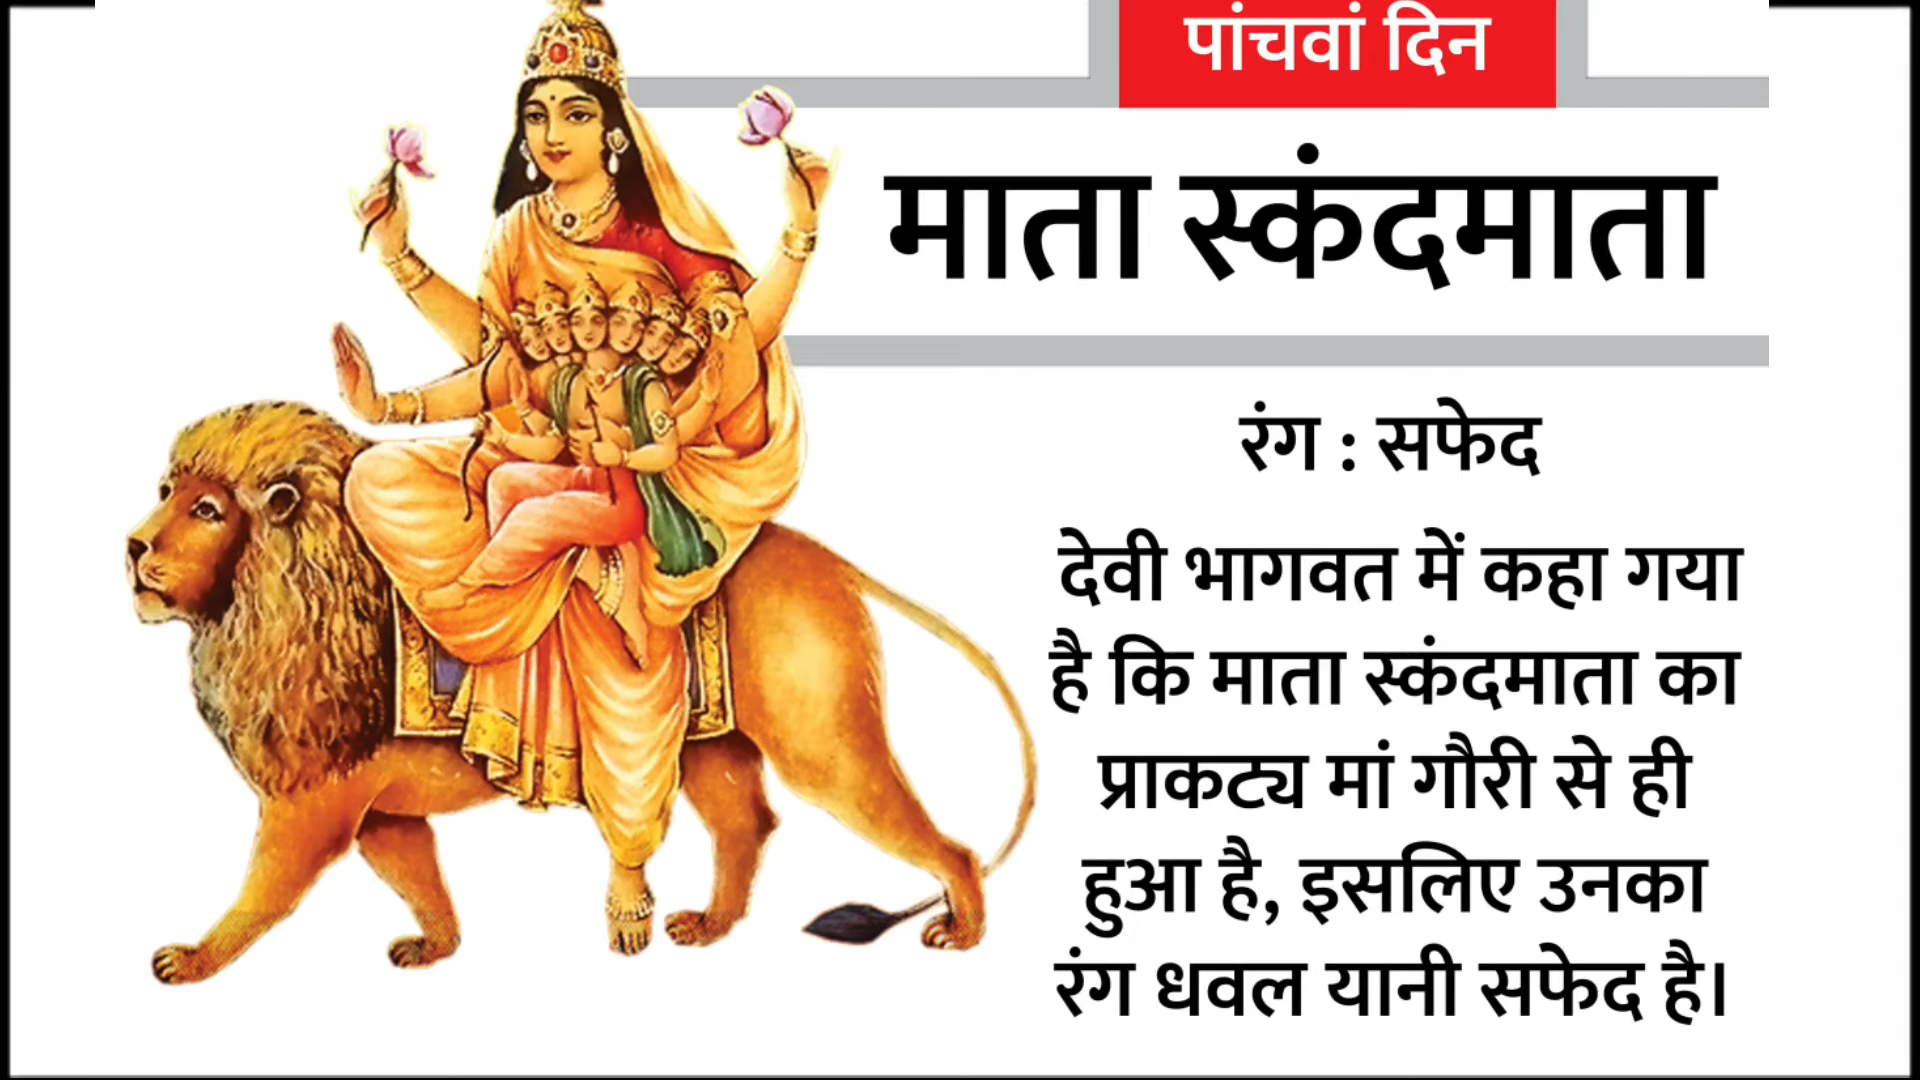 पांचवां दिन
माता स्कंदमाता
रंग : सफेद
देवी भागवत में कहा गया
है कि माता स्कंदमाता का
प्राकट्य मां गौरी से ही
हुआ है, इसलिए उनका
रंग धवल यानी सफेद है।